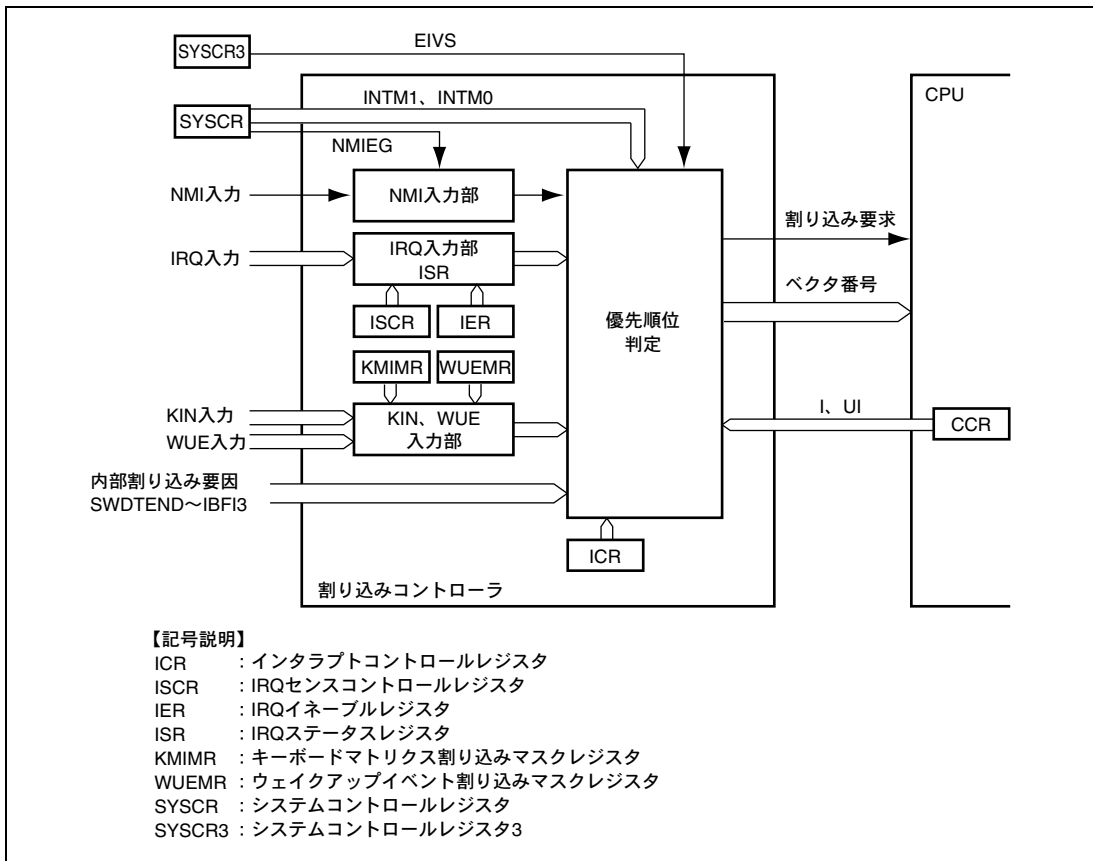 SYSCR3
EIVS
CPU
SYSCR
INTM1、INTM0
NMIEG
NMI入力
NMI入力部
IRQ入力
IRQ入力部
ISR
ISCR
IER
KMIMR
WUEMR
KIN入力
WUE入力
KIN、WUE
入力部
内部割り込み要因
SWDTEND～IBFI3
優先順位
判定
割り込み要求
ベクタ番号
I、UI
CCR
ICR
割り込みコントローラ
【記号説明】
ICR ：インタラプトコントロールレジスタ
ISCR ：IRQセンスコントロールレジスタ
IER ：IRQイネーブルレジスタ
ISR ：IRQステータスレジスタ
KMIMR ：キーボードマトリクス割り込みマスクレジスタ
WUEMR ：ウェイクアップイベント割り込みマスクレジスタ
SYSCR ：システムコントロールレジスタ
SYSCR3 ：システムコントロールレジスタ3